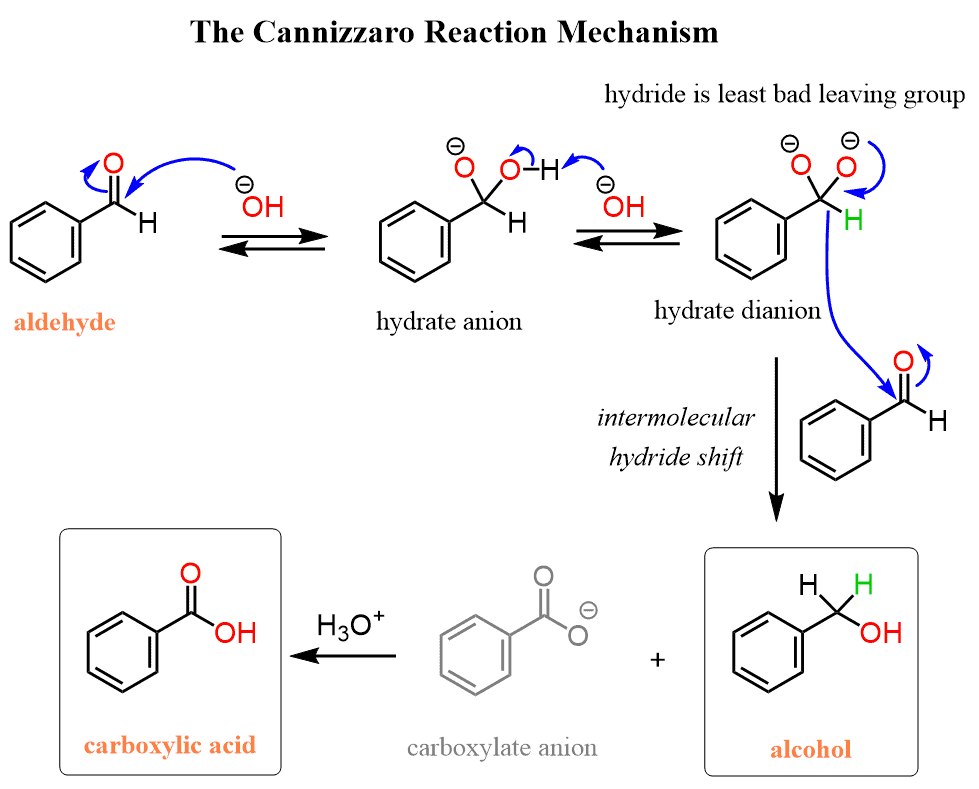 The Cannizzaro Reaction Mechanism
hydride is least bad leaving group
O
H
⊖
OH
⊖
O
O
H
H
⊖
OH
⊖
⊖
O
O
H
aldehyde
hydrate anion
hydrate dianion
O
H
intermolecular
hydride shift
O
OH
H₃O⁺
O
O
⊖
+
H
H
OH
carboxylic acid
carboxylate anion
alcohol